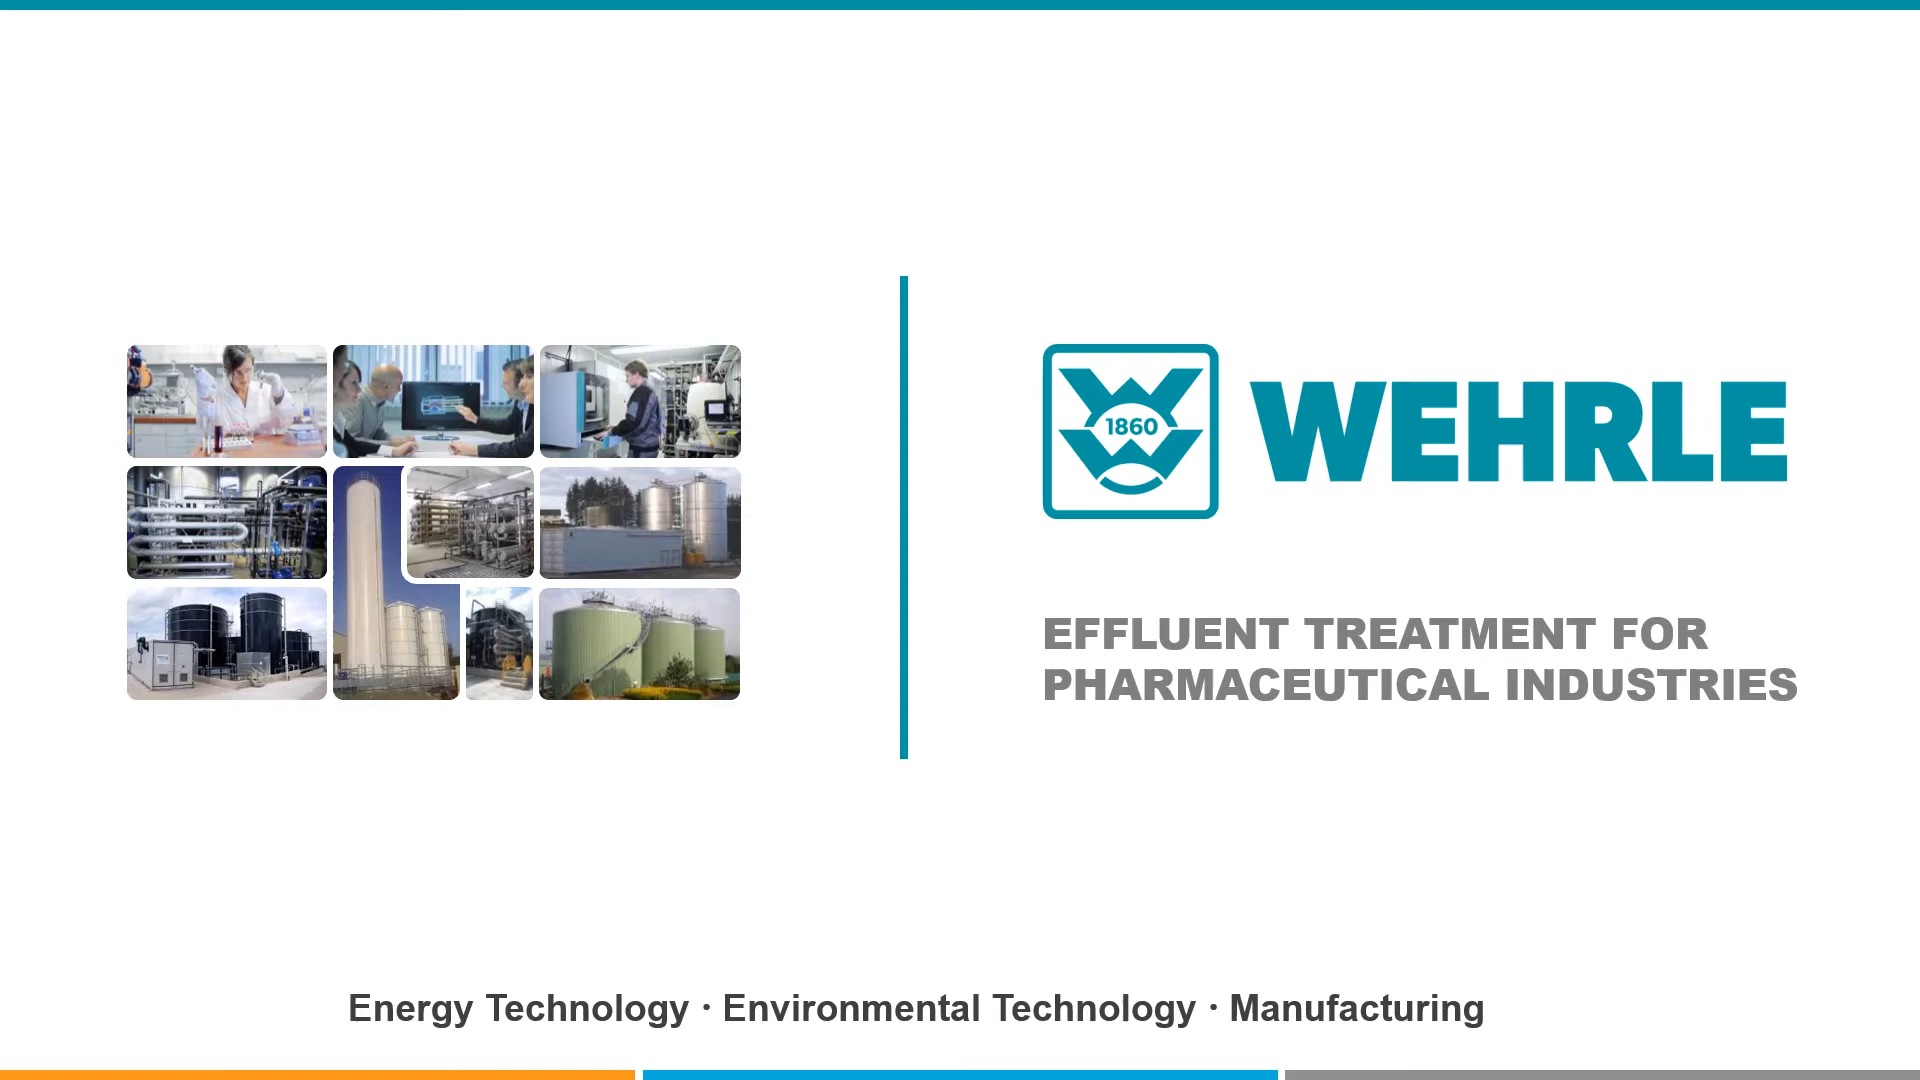 1860
WEHRLE
EFFLUENT TREATMENT FOR
PHARMACEUTICAL INDUSTRIES
Energy Technology · Environmental Technology · Manufacturing